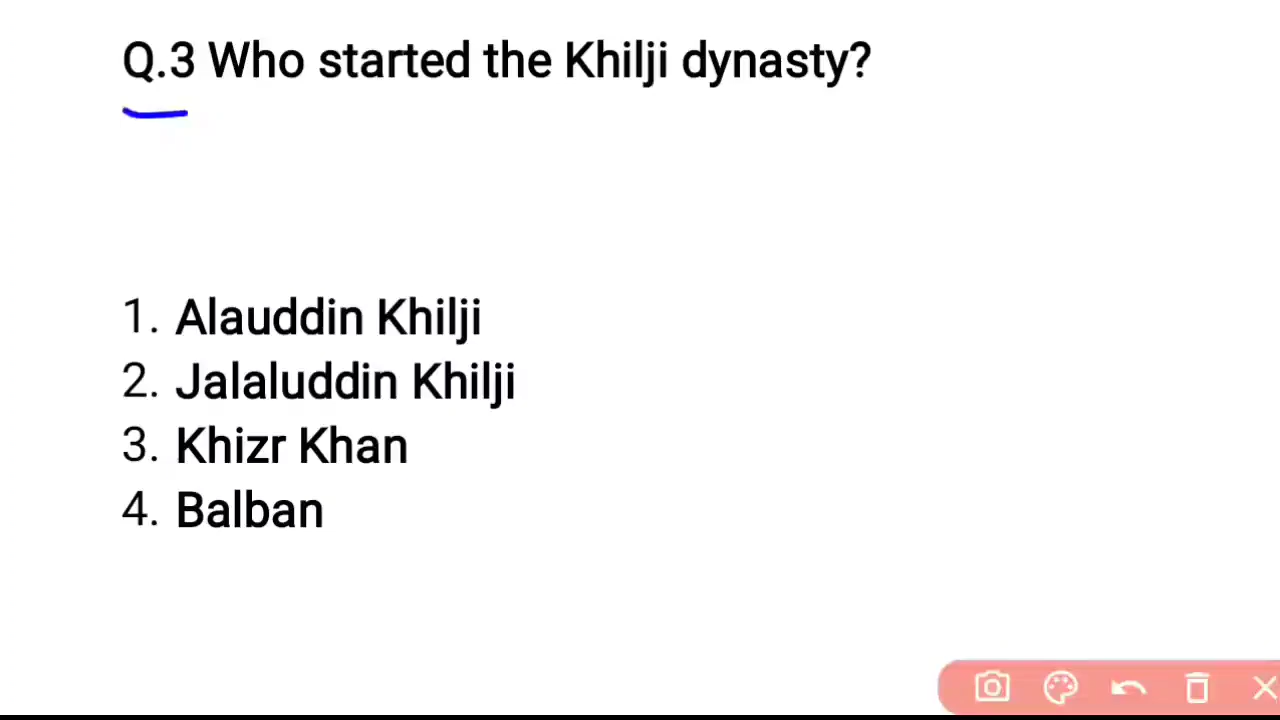 Q.3 Who started the Khilji dynasty?
1. Alauddin Khilji
2. Jalaluddin Khilji
3. Khizr Khan
4. Balban